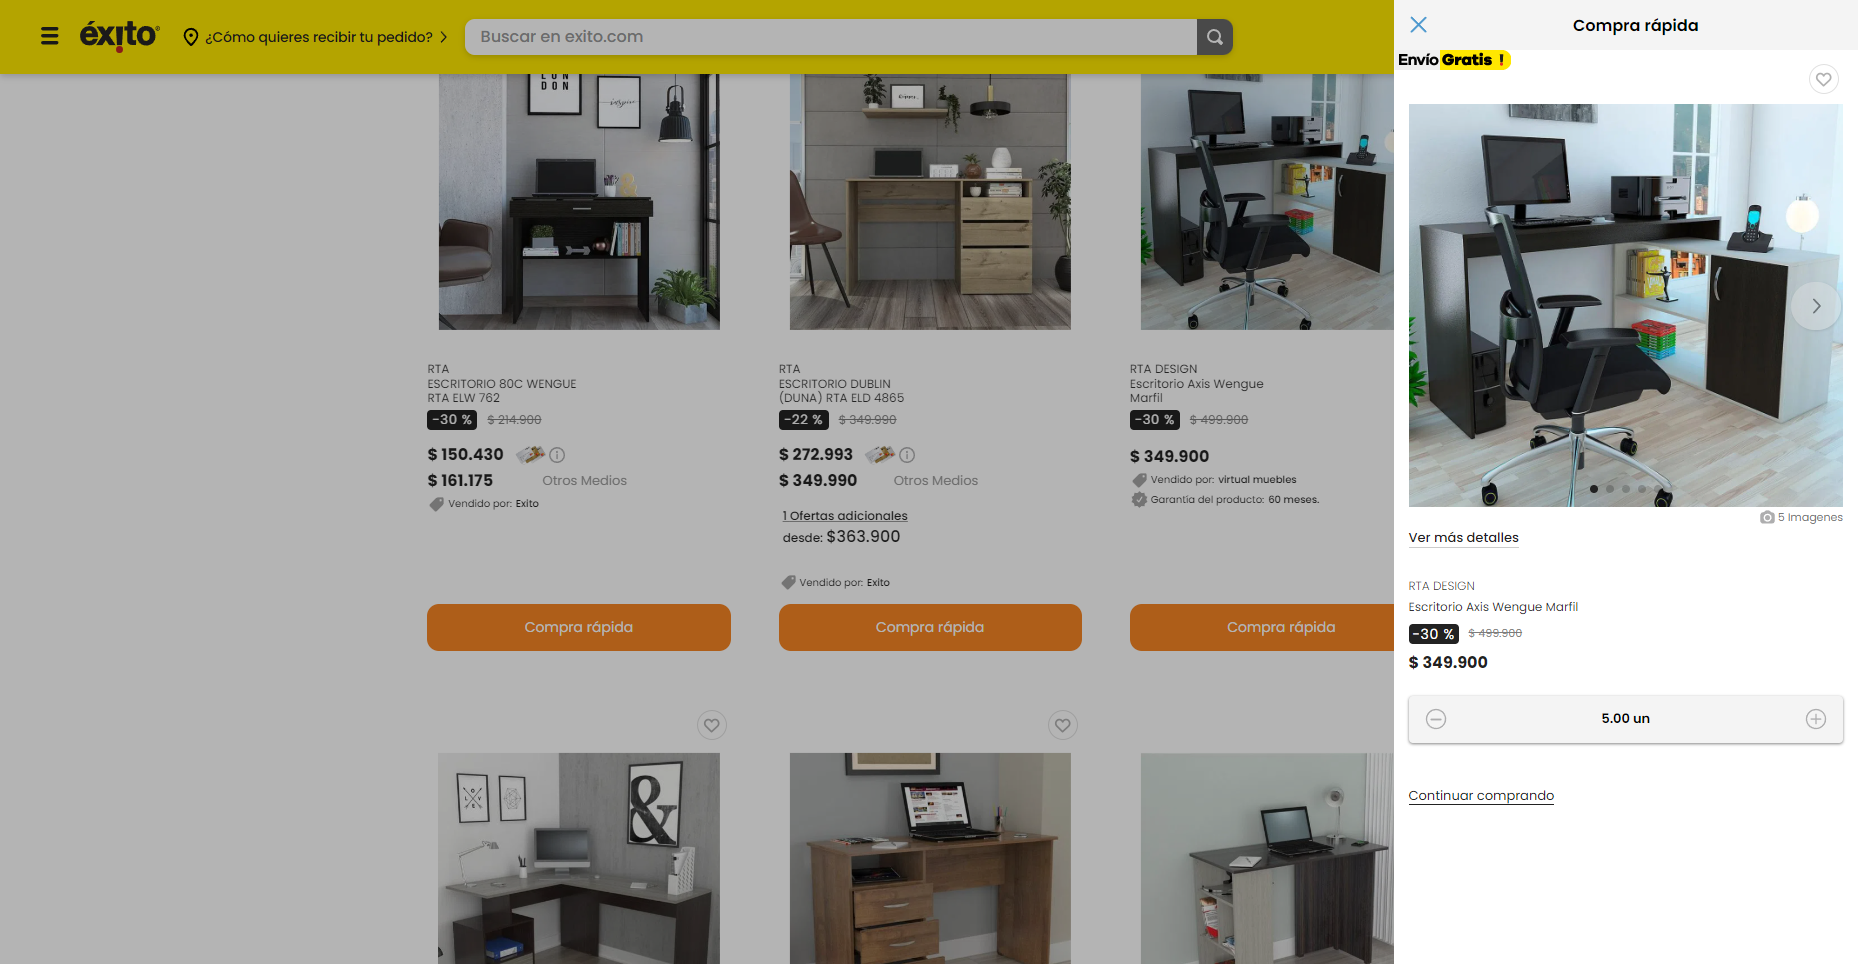 éxito
¿Cómo quieres recibir tu pedido?
Buscar en exito.com
LON
DON
inspire
RTA
ESCRITORIO 80C WENGUE
RTA ELW 762
-30 % $ 214.900
$ 150.430
$ 161.175 Otros Medios
Vendido por: Exito
Compra rápida
RTA
ESCRITORIO DUBLIN
(DUNA) RTA ELD 4865
-22 % $ 349.990
$ 272.993
$ 349.990 Otros Medios
1 Ofertas adicionales
desde: $363.900
Vendido por: Exito
Compra rápida
RTA DESIGN
Escritorio Axis Wengue
Marfil
-30 % $ 499.900
$ 349.900
Vendido por: virtual muebles
Garantía del producto: 60 meses.
Compra rápida
&
Compra rápida
Envío Gratis !
5 Imagenes
Ver más detalles
RTA DESIGN
Escritorio Axis Wengue Marfil
-30 % $ 499.900
$ 349.900
5.00 un
Continuar comprando